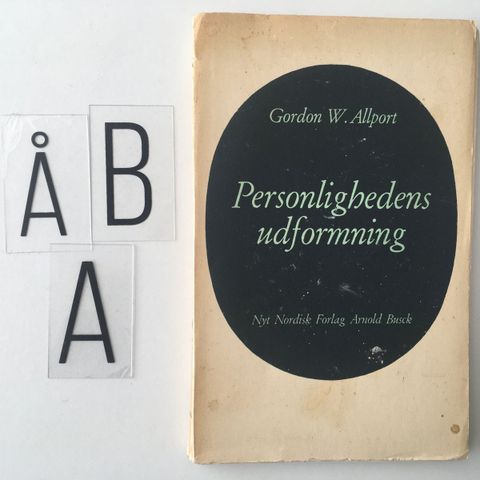 Å B
A
Gordon W. Allport
Personlighedens
udformning
Nyt Nordisk Forlag Arnold Busck